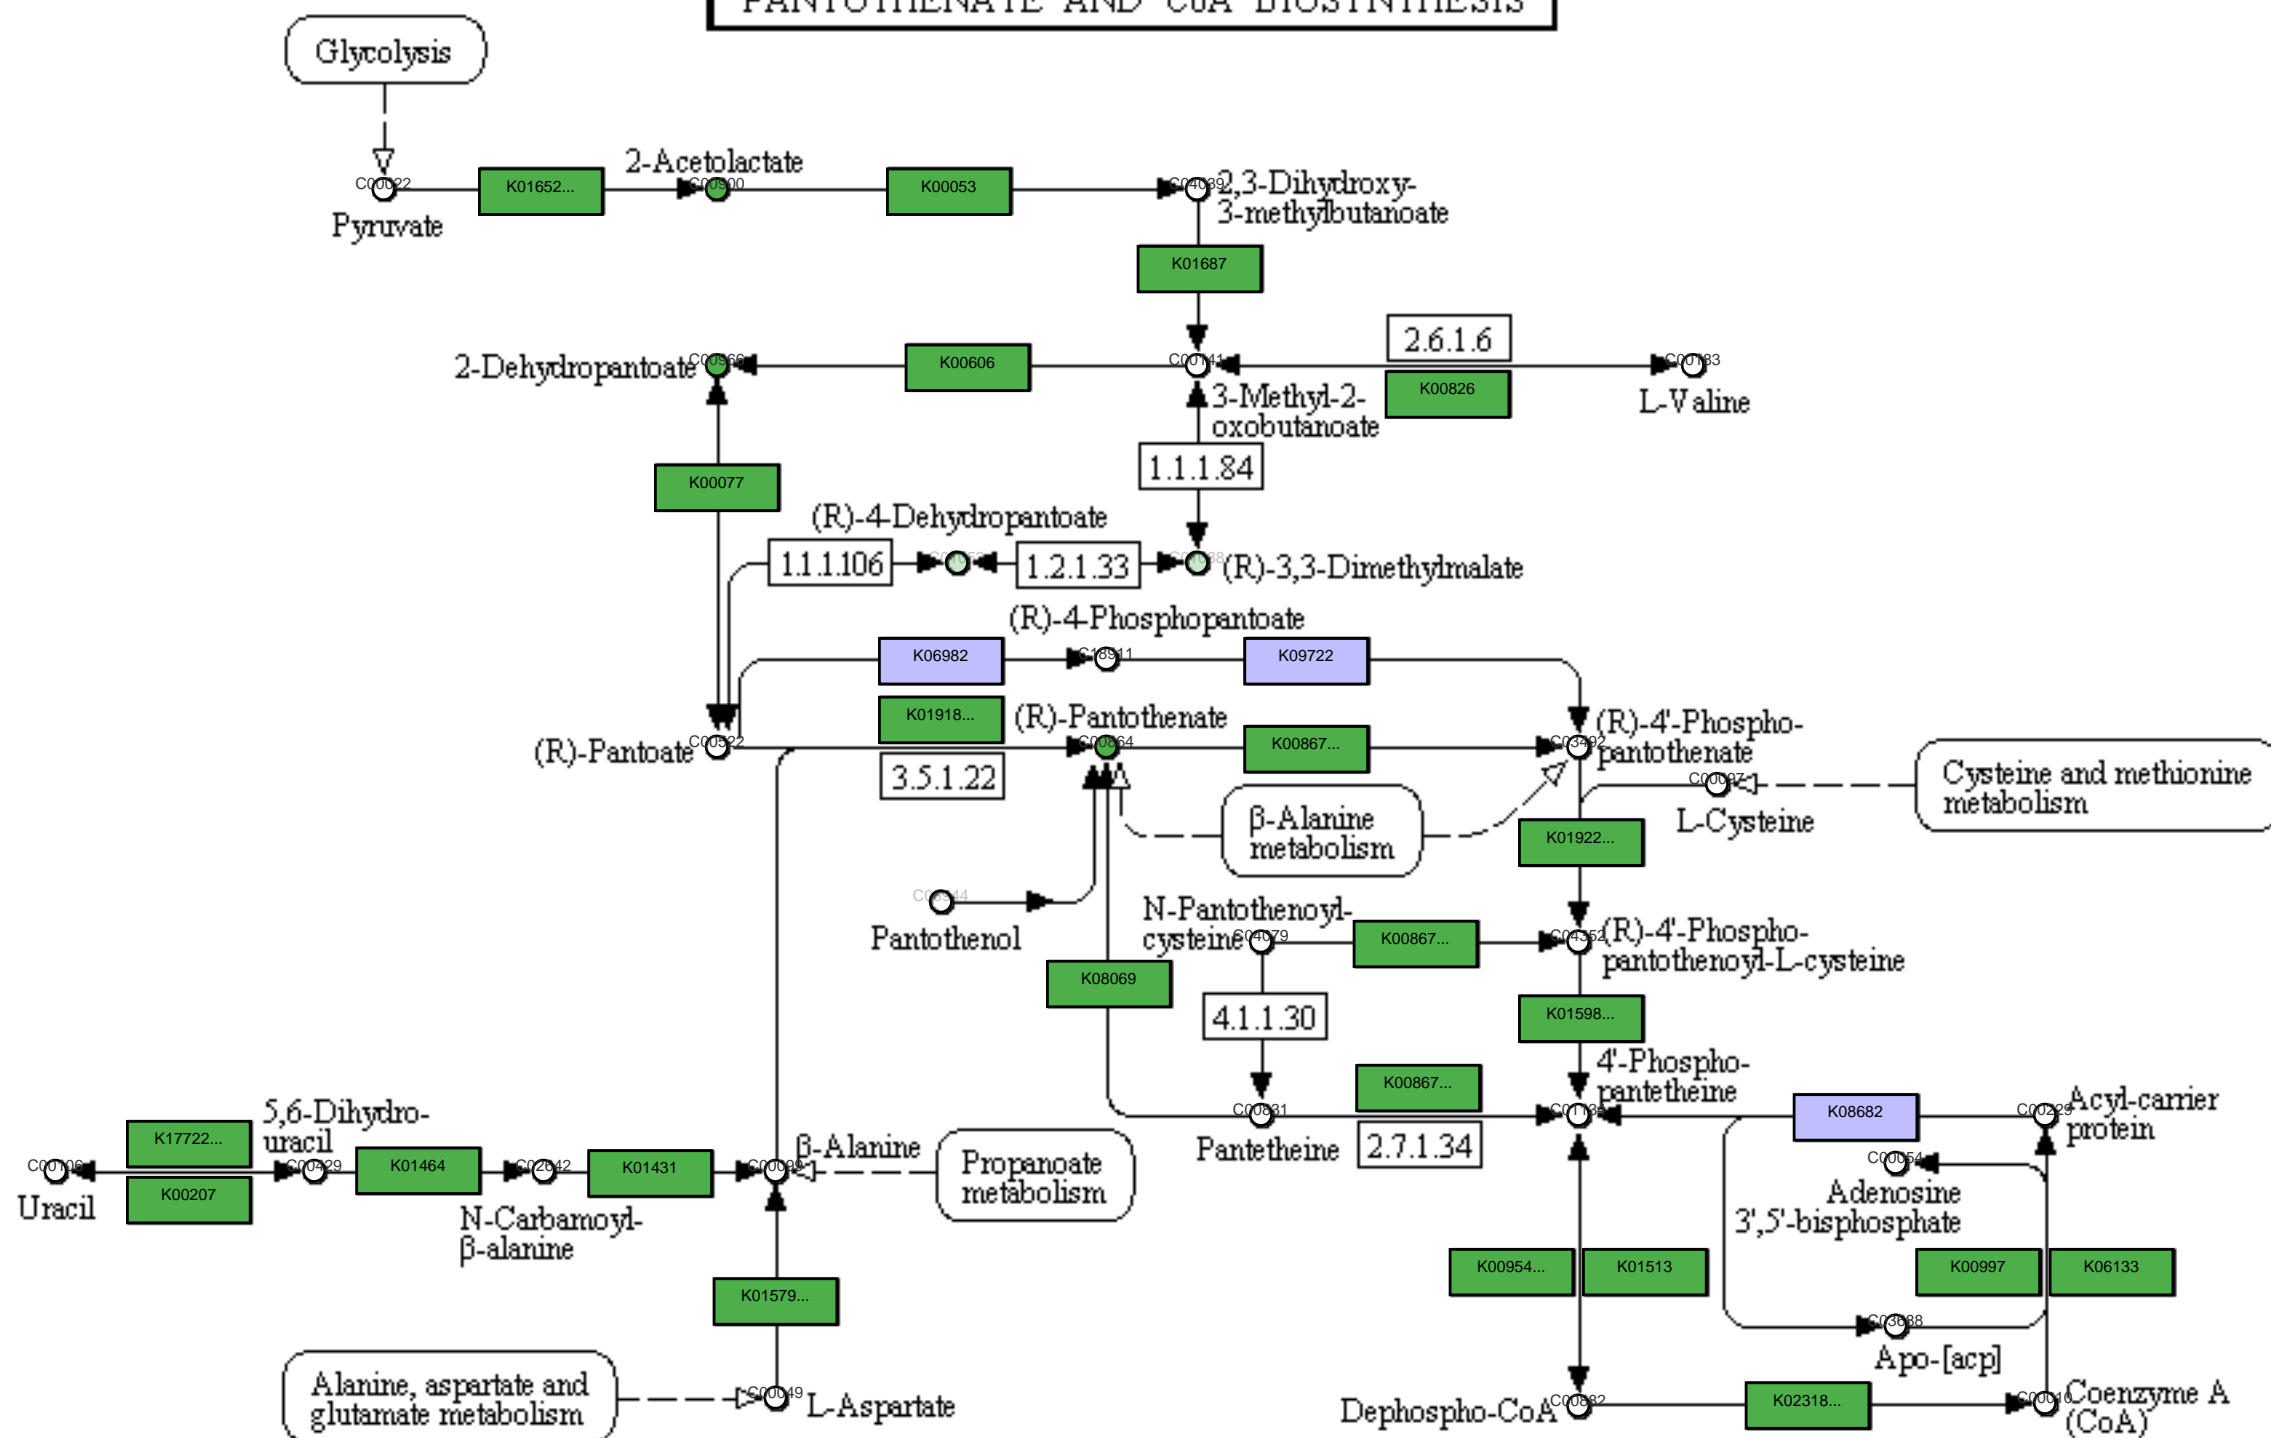 PANTOTHENATE AND CoA BIOSYNTHESIS
Glycolysis
2-Acetolactate
C00022
K01652...
C00900
K00053
C04039
2,3-Dihydroxy-
3-methylbutanoate
Pyruvate
K01687
2.6.1.6
2-Dehydropantoate
C00966
K00606
C00141
C00183
K00826
3-Methyl-2-
oxobutanoate
L-Valine
1.1.1.84
K00077
(R)-4-Dehydropantoate
1.1.1.106
1.2.1.33
(R)-3,3-Dimethylmalate
(R)-4-Phosphopantoate
K06982
C18911
K09722
K01918...
(R)-Pantothenate
(R)-4'-Phospho-
pantothenate
(R)-Pantoate
C00522
C00864
K00867...
C03492
3.5.1.22
C00097
Cysteine and methionine
metabolism
β-Alanine
metabolism
L-Cysteine
K01922...
Pantothenol
N-Pantothenoyl-
cysteine
C04079
K00867...
C04352
(R)-4'-Phospho-
pantothenoyl-L-cysteine
K08069
4.1.1.30
K01598...
4'-Phospho-
pantetheine
K00867...
C00831
C01134
K08682
C00229
Acyl-carrier
protein
Pantetheine
2.7.1.34
5,6-Dihydro-
uracil
K17722...
C00106
C00429
K01464
C02642
K01431
C00099
β-Alanine
Propanoate
metabolism
K00207
Uracil
N-Carbamoyl-
β-alanine
C00054
Adenosine
3',5'-bisphosphate
K01579...
K00954...
K01513
K00997
K06133
C03688
Apo-[acp]
Alanine, aspartate and
glutamate metabolism
C00049
L-Aspartate
Dephospho-CoA
C00882
K02318...
C00010
Coenzyme A
(CoA)